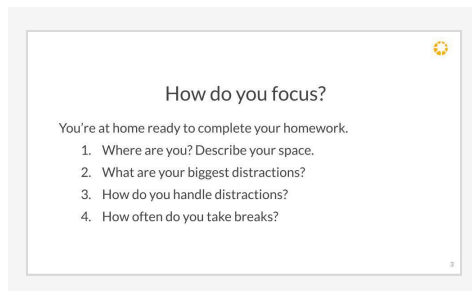 How do you focus?
You're at home ready to complete your homework.
1. Where are you? Describe your space.
2. What are your biggest distractions?
3. How do you handle distractions?
4. How often do you take breaks?
3